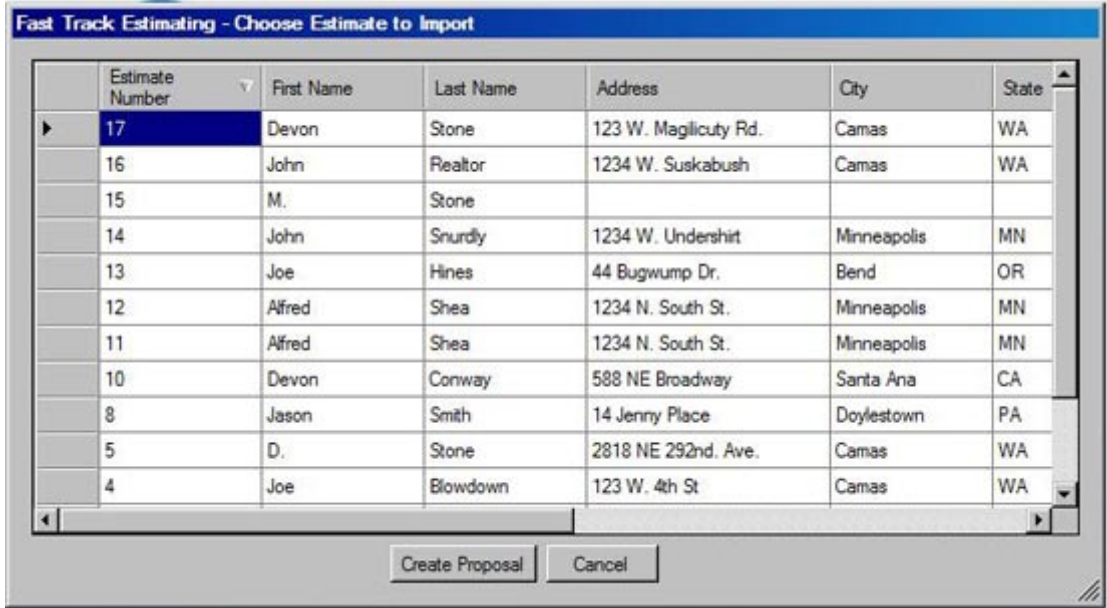 Fast Track Estimating - Choose Estimate to Import
Estimate Number First Name Last Name Address City State
17 Devon Stone 123 W. Magilicuty Rd. Camas WA
16 John Realtor 1234 W. Suskabush Camas WA
15 M. Stone
14 John Snurdly 1234 W. Undershirt Minneapolis MN
13 Joe Hines 44 Bugwump Dr. Bend OR
12 Alfred Shea 1234 N. South St. Minneapolis MN
11 Alfred Shea 1234 N. South St. Minneapolis MN
10 Devon Conway 588 NE Broadway Santa Ana CA
8 Jason Smith 14 Jenny Place Doylestown PA
5 D. Stone 2818 NE 292nd. Ave. Camas WA
4 Joe Blowdown 123 W. 4th St Camas WA
Create Proposal Cancel